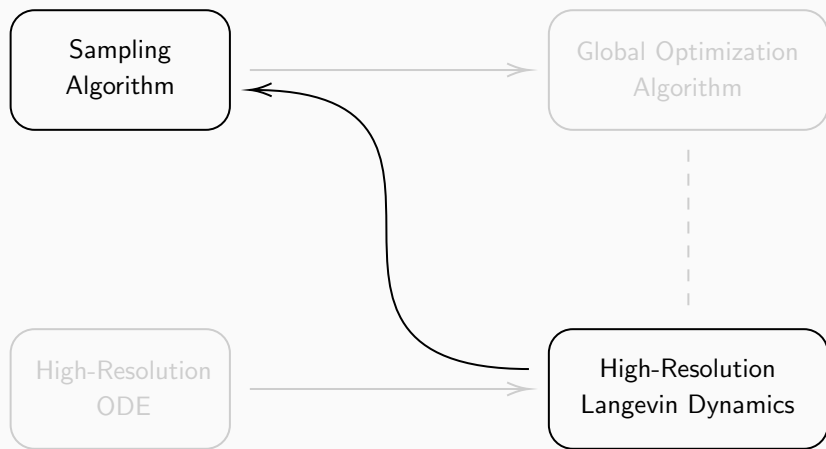 Sampling
Algorithm
Global Optimization
Algorithm
High-Resolution
ODE
High-Resolution
Langevin Dynamics